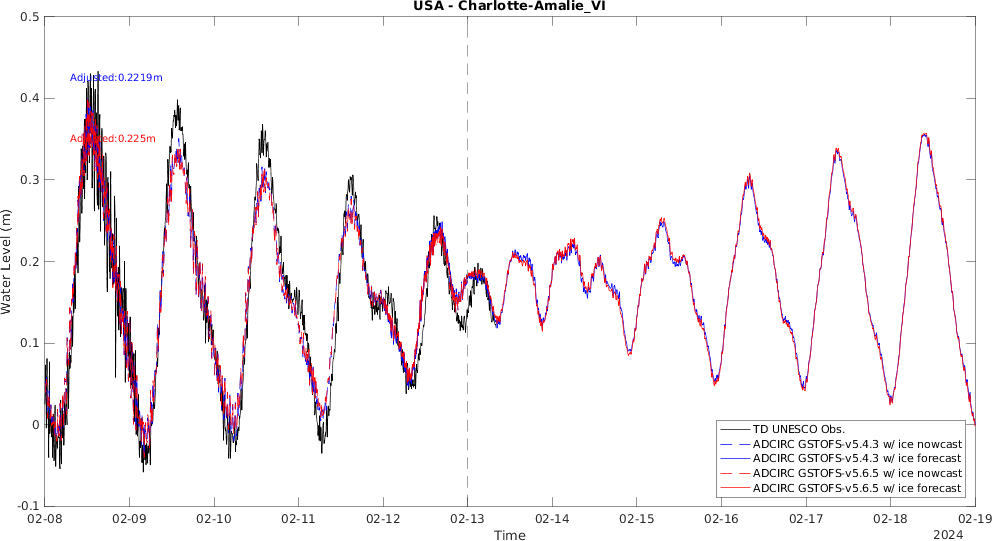 USA - Charlotte-Amalie_VI
0.5
0.4
0.3
0.2
0.1
0
-0.1
Water Level (m)
Adjusted:0.2219m
Adjusted:0.225m
TD UNESCO Obs.
ADCIRC GSTOFS-v5.4.3 w/ ice nowcast
ADCIRC GSTOFS-v5.4.3 w/ ice forecast
ADCIRC GSTOFS-v5.6.5 w/ ice nowcast
ADCIRC GSTOFS-v5.6.5 w/ ice forecast
02-08 02-09 02-10 02-11 02-12 02-13 02-14 02-15 02-16 02-17 02-18 02-19
Time
2024